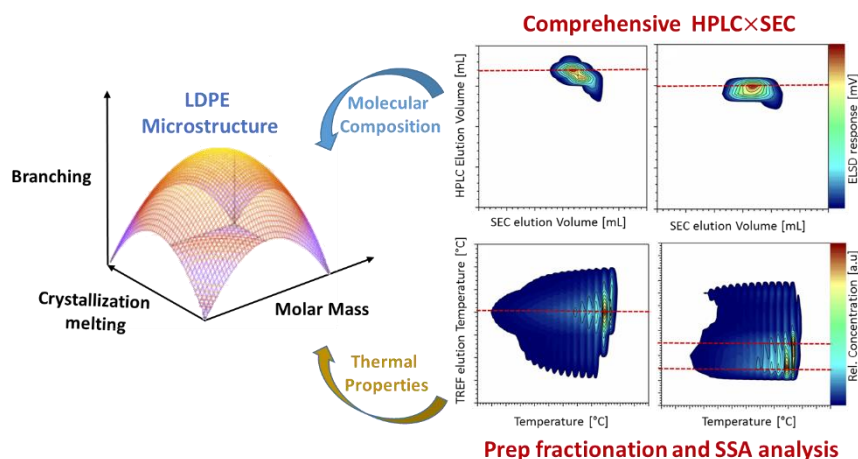 Comprehensive HPLC×SEC
LDPE
Microstructure
Molecular
Composition
Branching
Crystallization
melting
Molar Mass
Thermal
Properties
HPLC Elution Volume [mL]
SEC elution Volume [mL]
SEC elution Volume [mL]
ELSD response [mV]
TREF elution Temperature [°C]
Temperature [°C]
Temperature [°C]
Rel. Concentration [a.u]
Prep fractionation and SSA analysis